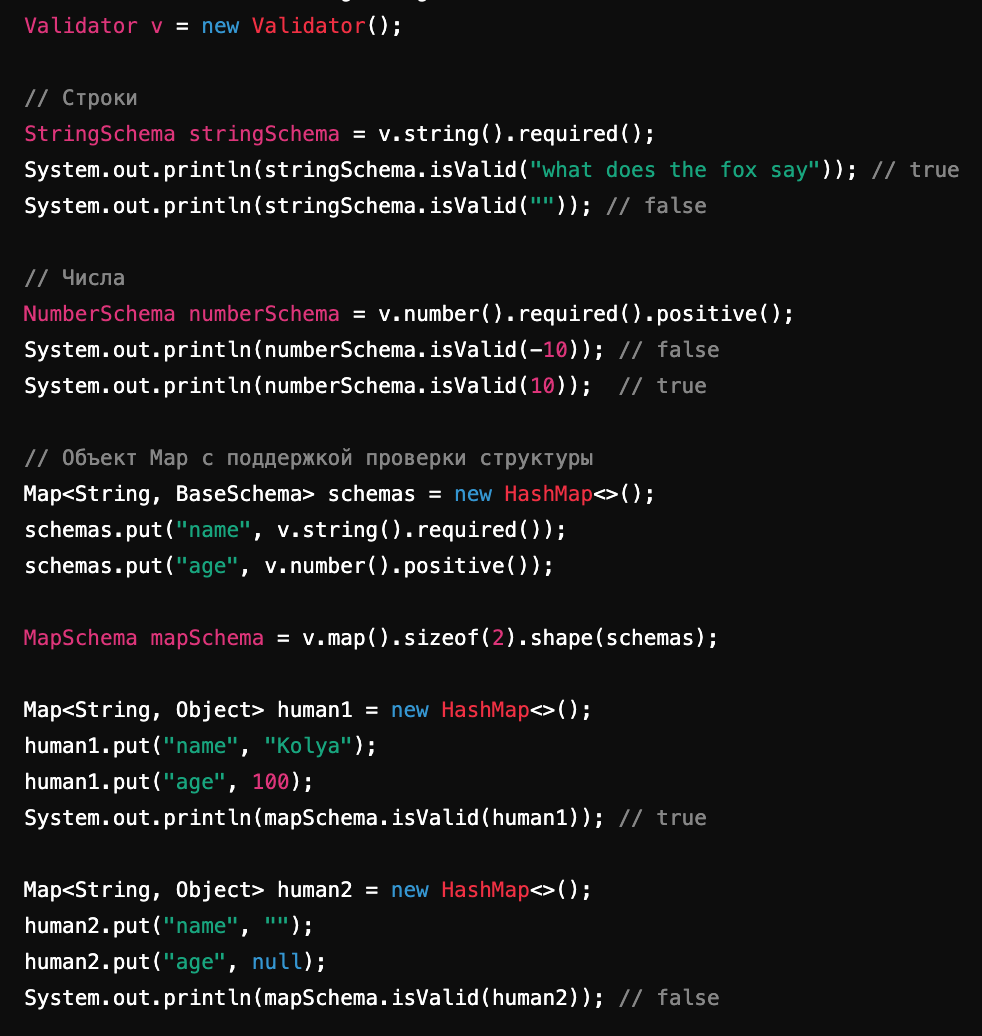 Validator v = new Validator();
// Строки
StringSchema stringSchema = v.string().required();
System.out.println(stringSchema.isValid("what does the fox say")); // true
System.out.println(stringSchema.isValid("")); // false
// Числа
NumberSchema numberSchema = v.number().required().positive();
System.out.println(numberSchema.isValid(-10)); // false
System.out.println(numberSchema.isValid(10));  // true
// Объект Map с поддержкой проверки структуры
Map<String, BaseSchema> schemas = new HashMap<>();
schemas.put("name", v.string().required());
schemas.put("age", v.number().positive());
MapSchema mapSchema = v.map().sizeof(2).shape(schemas);
Map<String, Object> human1 = new HashMap<>();
human1.put("name", "Kolya");
human1.put("age", 100);
System.out.println(mapSchema.isValid(human1)); // true
Map<String, Object> human2 = new HashMap<>();
human2.put("name", "");
human2.put("age", null);
System.out.println(mapSchema.isValid(human2)); // false